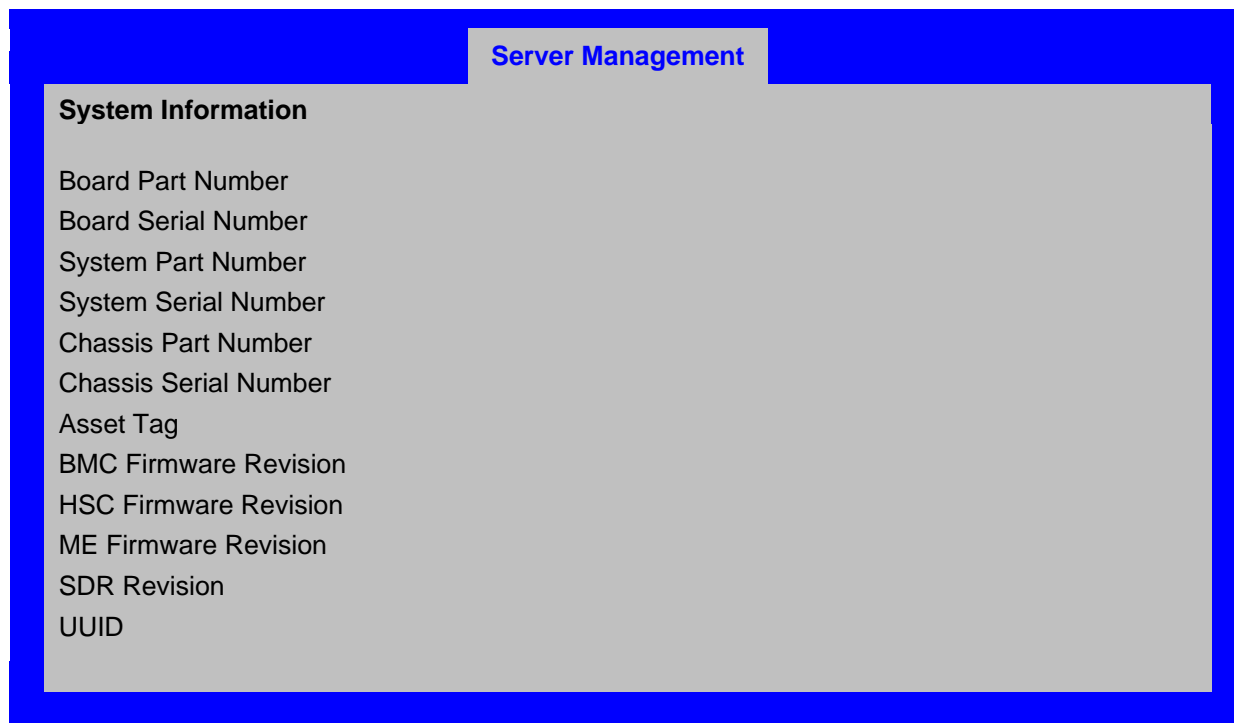 Server Management
System Information
Board Part Number
Board Serial Number
System Part Number
System Serial Number
Chassis Part Number
Chassis Serial Number
Asset Tag
BMC Firmware Revision
HSC Firmware Revision
ME Firmware Revision
SDR Revision
UUID